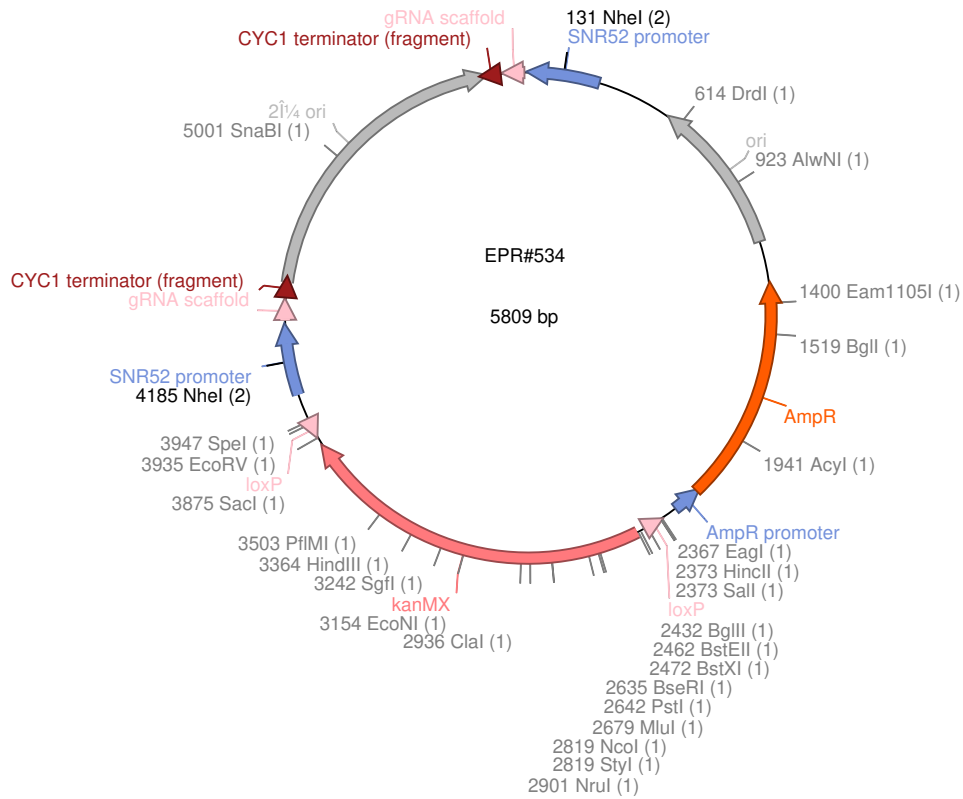 gRNA scaffold
131 NheI (2)
CYC1 terminator (fragment)
SNR52 promoter
614 DrdI (1)
2Î¼ ori
5001 SnaBI (1)
ori
923 AlwNI (1)
EPR#534
CYC1 terminator (fragment)
gRNA scaffold
1400 Eam1105I (1)
5809 bp
1519 BglI (1)
SNR52 promoter
4185 NheI (2)
AmpR
3947 SpeI (1)
3935 EcoRV (1)
1941 AcyI (1)
loxP
3875 SacI (1)
AmpR promoter
3503 PflMI (1)
2367 EagI (1)
3364 HindIII (1)
2373 HincII (1)
3242 SgfI (1)
2373 SalI (1)
kanMX
loxP
3154 EcoNI (1)
2432 BglII (1)
2936 ClaI (1)
2462 BstEII (1)
2472 BstXI (1)
2635 BseRI (1)
2642 PstI (1)
2679 MluI (1)
2819 NcoI (1)
2819 StyI (1)
2901 NruI (1)